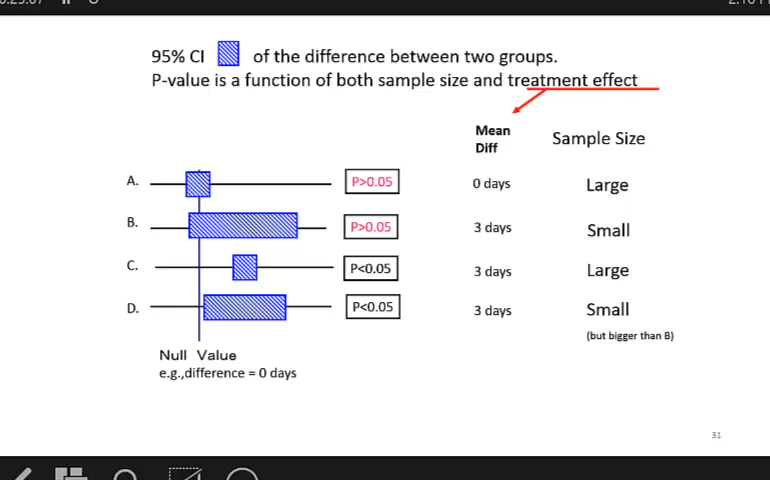 95% CI of the difference between two groups.
P-value is a function of both sample size and treatment effect
Mean Diff Sample Size
A. P>0.05 0 days Large
B. P>0.05 3 days Small
C. P<0.05 3 days Large
D. P<0.05 3 days Small
(but bigger than B)
Null Value
e.g.,difference = 0 days
31